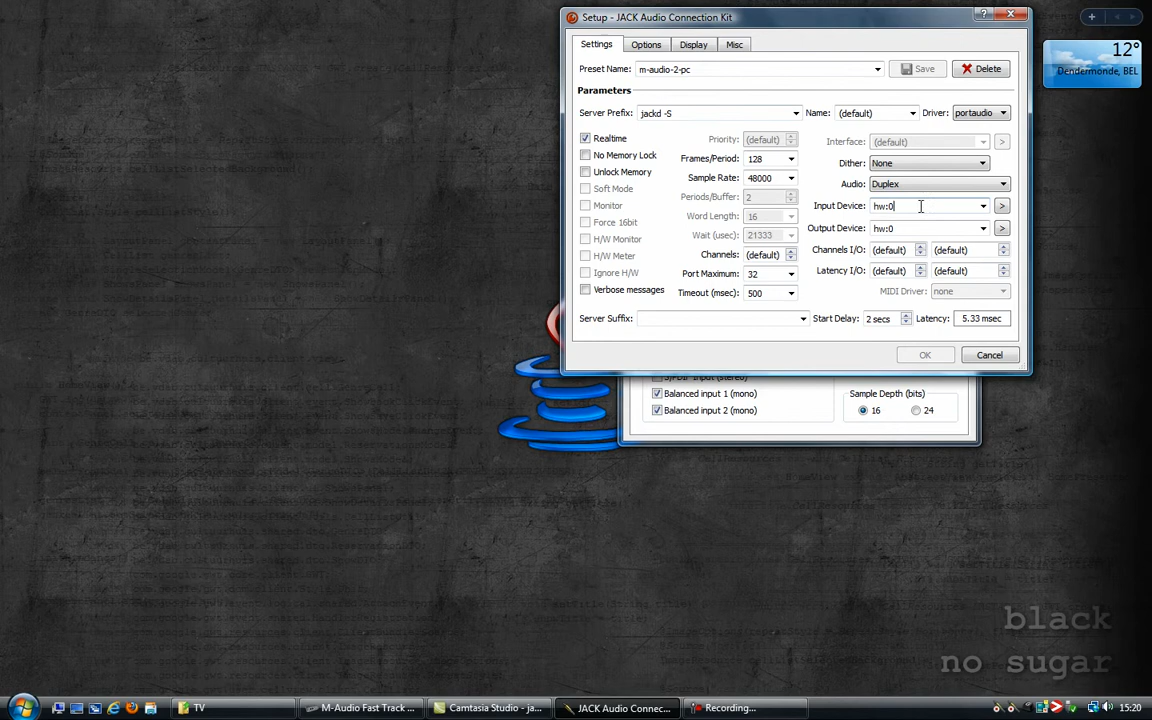 Setup - JACK Audio Connection Kit
Settings Options Display Misc
Preset Name: m-audio-2-pc Save Delete
Parameters
Server Prefix: jackd -S Name: (default) Driver: portaudio
Realtime Priority: (default) Interface: (default) >
No Memory Lock Frames/Period: 128 Dither: None
Unlock Memory Sample Rate: 48000 Audio: Duplex
Soft Mode Periods/Buffer: 2 Input Device: hw:0 >
Monitor Word Length: 16 Output Device: hw:0 >
Force 16bit Wait (usec): 21333 Channels I/O: (default) (default)
H/W Monitor Channels: (default) Latency I/O: (default) (default)
H/W Meter Port Maximum: 32 MIDI Driver: none
Ignore H/W Timeout (msec): 500
Verbose messages
Server Suffix: Start Delay: 2 secs Latency: 5.33 msec
OK Cancel
S/PDIF Input (stereo)
Balanced input 1 (mono) Sample Depth (bits)
Balanced input 2 (mono) 16 24
12°
Dendermonde, BEL
black
no sugar
TV M-Audio Fast Track ... Camtasia Studio - ja... JACK Audio Connec... Recording... 15:20